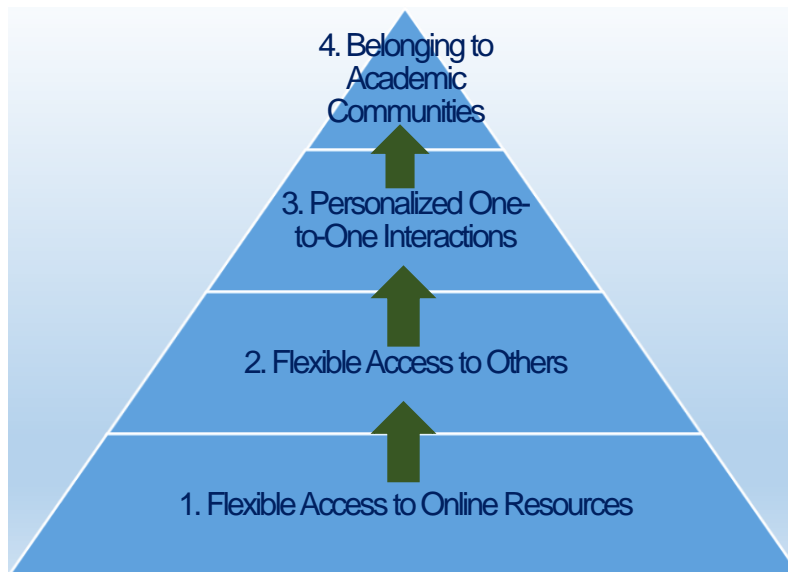 4. Belonging to
Academic
Communities
3. Personalized One-
to-One Interactions
2. Flexible Access to Others
1. Flexible Access to Online Resources